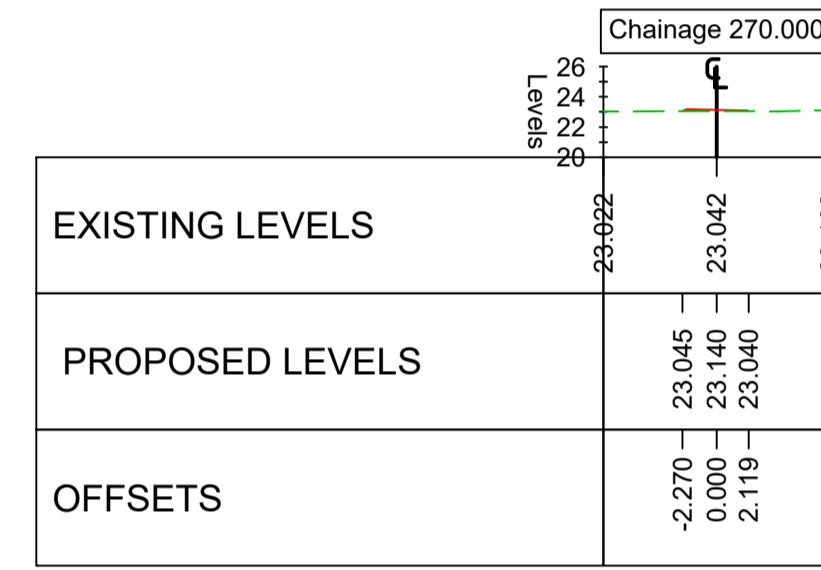 Chainage 270.000
26
24
22
20
Levels
CL
EXISTING LEVELS
23.022
23.042
PROPOSED LEVELS
23.045
23.140
23.040
OFFSETS
-2.270
0.000
2.119